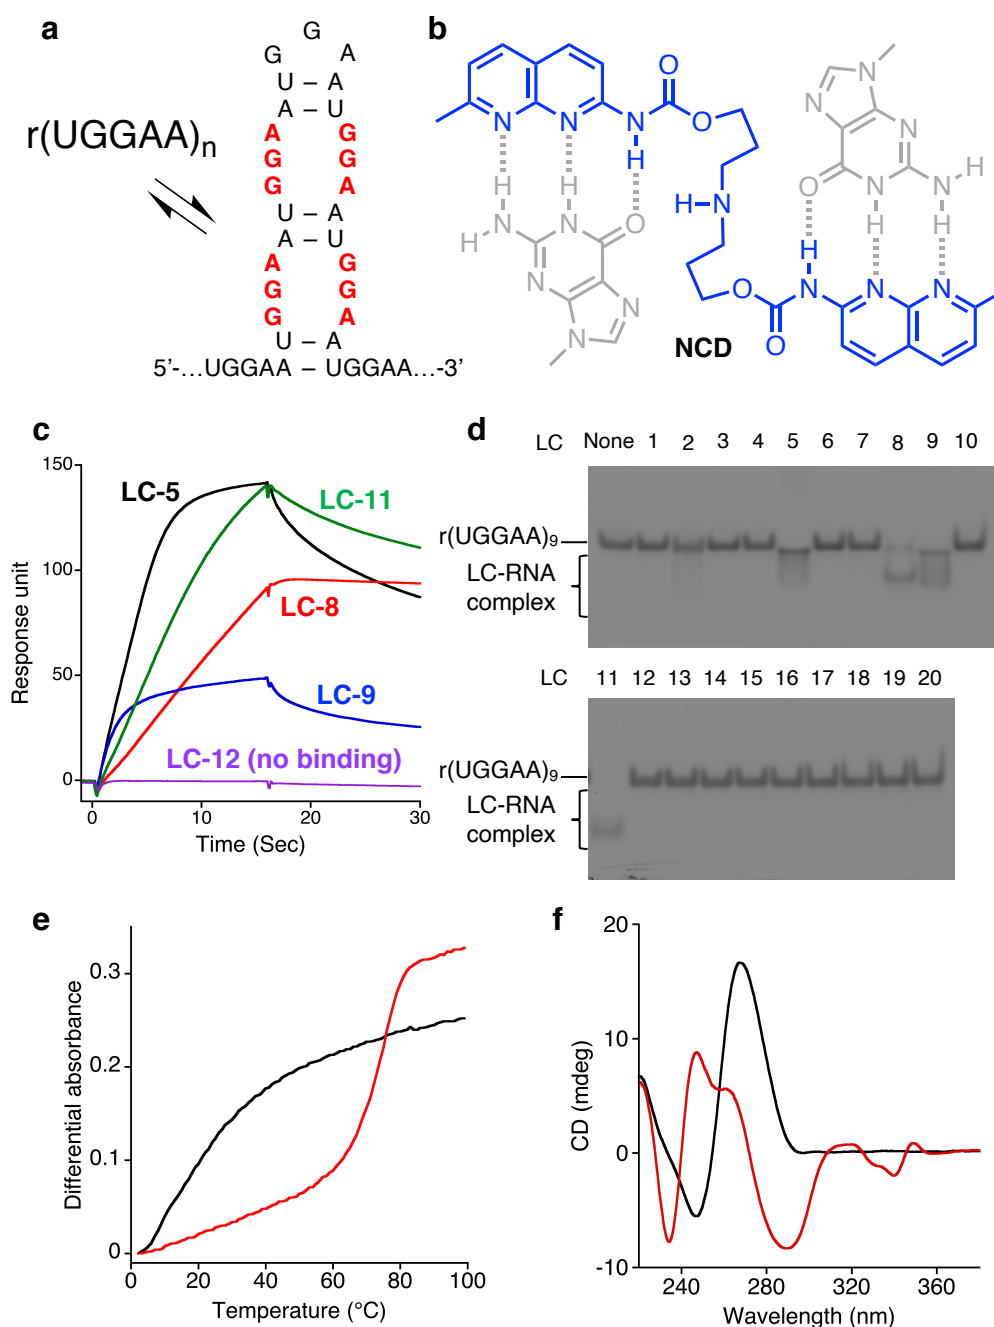 a
G
G A
U – A
A – U
r(UGGAA)n
A G
G G
G A
U – A
A – U
A G
G G
G A
U – A
5'-...UGGAA – UGGAA...-3'
b
N N N O
H O
H H H
H N N O
H N
N N
N
N
N N
O N N H
H H H
H–N
H
O N N N
O
NCD
c
Response unit
150
100
50
0
0 10 20 30
Time (Sec)
LC-5
LC-11
LC-8
LC-9
LC-12 (no binding)
d
LC None 1 2 3 4 5 6 7 8 9 10
r(UGGAA)9
LC-RNA
complex
LC 11 12 13 14 15 16 17 18 19 20
r(UGGAA)9
LC-RNA
complex
e
Differential absorbance
0.3
0.2
0.1
0
0 20 40 60 80 100
Temperature (°C)
f
CD (mdeg)
20
10
0
-10
240 280 320 360
Wavelength (nm)